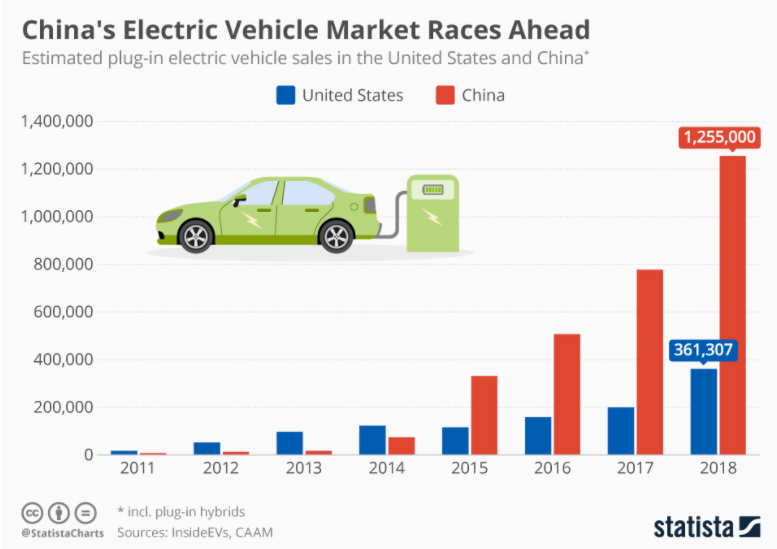 China's Electric Vehicle Market Races Ahead
Estimated plug-in electric vehicle sales in the United States and China*
United States China
1,400,000
1,255,000
1,200,000
1,000,000
800,000
600,000
400,000
361,307
200,000
0
2011 2012 2013 2014 2015 2016 2017 2018
cc
@StatistaCharts
* incl. plug-in hybrids
Sources: InsideEVs, CAAM
statista